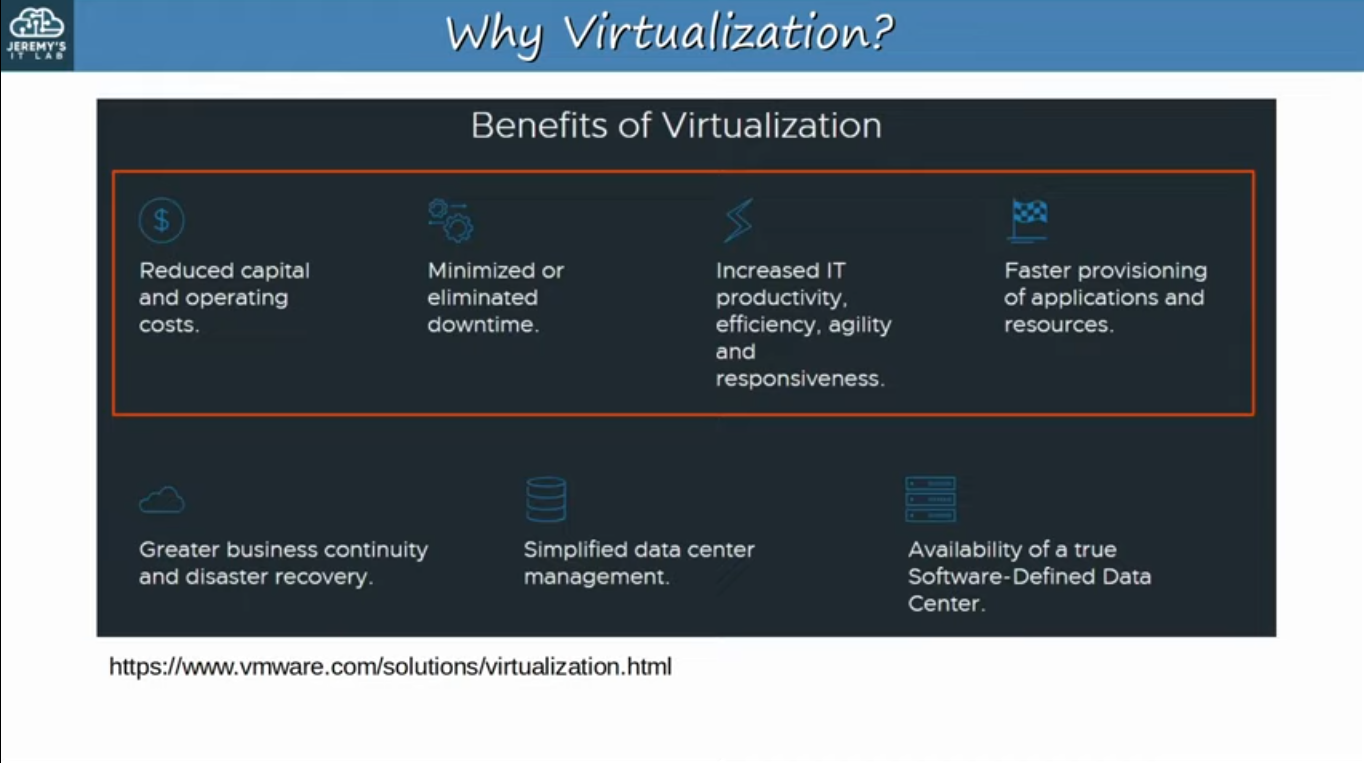 JEREMY'S
IT LAB
Why Virtualization?
Benefits of Virtualization
$
Reduced capital
and operating
costs.
Minimized or
eliminated
downtime.
Increased IT
productivity,
efficiency, agility
and
responsiveness.
Faster provisioning
of applications and
resources.
Greater business continuity
and disaster recovery.
Simplified data center
management.
Availability of a true
Software-Defined Data
Center.
https://www.vmware.com/solutions/virtualization.html